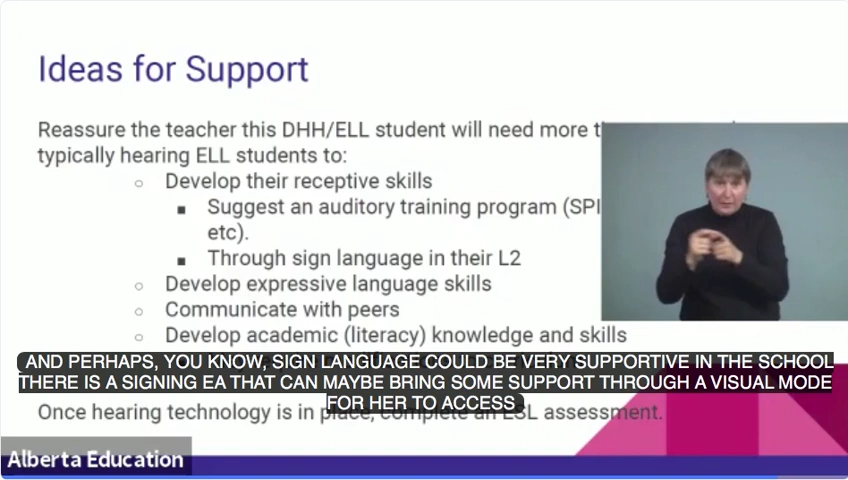 Ideas for Support
Reassure the teacher this DHH/ELL student will need more
typically hearing ELL students to:
○ Develop their receptive skills
■ Suggest an auditory training program (SPI
etc).
■ Through sign language in their L2
○ Develop expressive language skills
○ Communicate with peers
○ Develop academic (literacy) knowledge and skills
AND PERHAPS, YOU KNOW, SIGN LANGUAGE COULD BE VERY SUPPORTIVE IN THE SCHOOL
THERE IS A SIGNING EA THAT CAN MAYBE BRING SOME SUPPORT THROUGH A VISUAL MODE
FOR HER TO ACCESS
Once hearing technology is in place, complete an ESL assessment.
Alberta Education